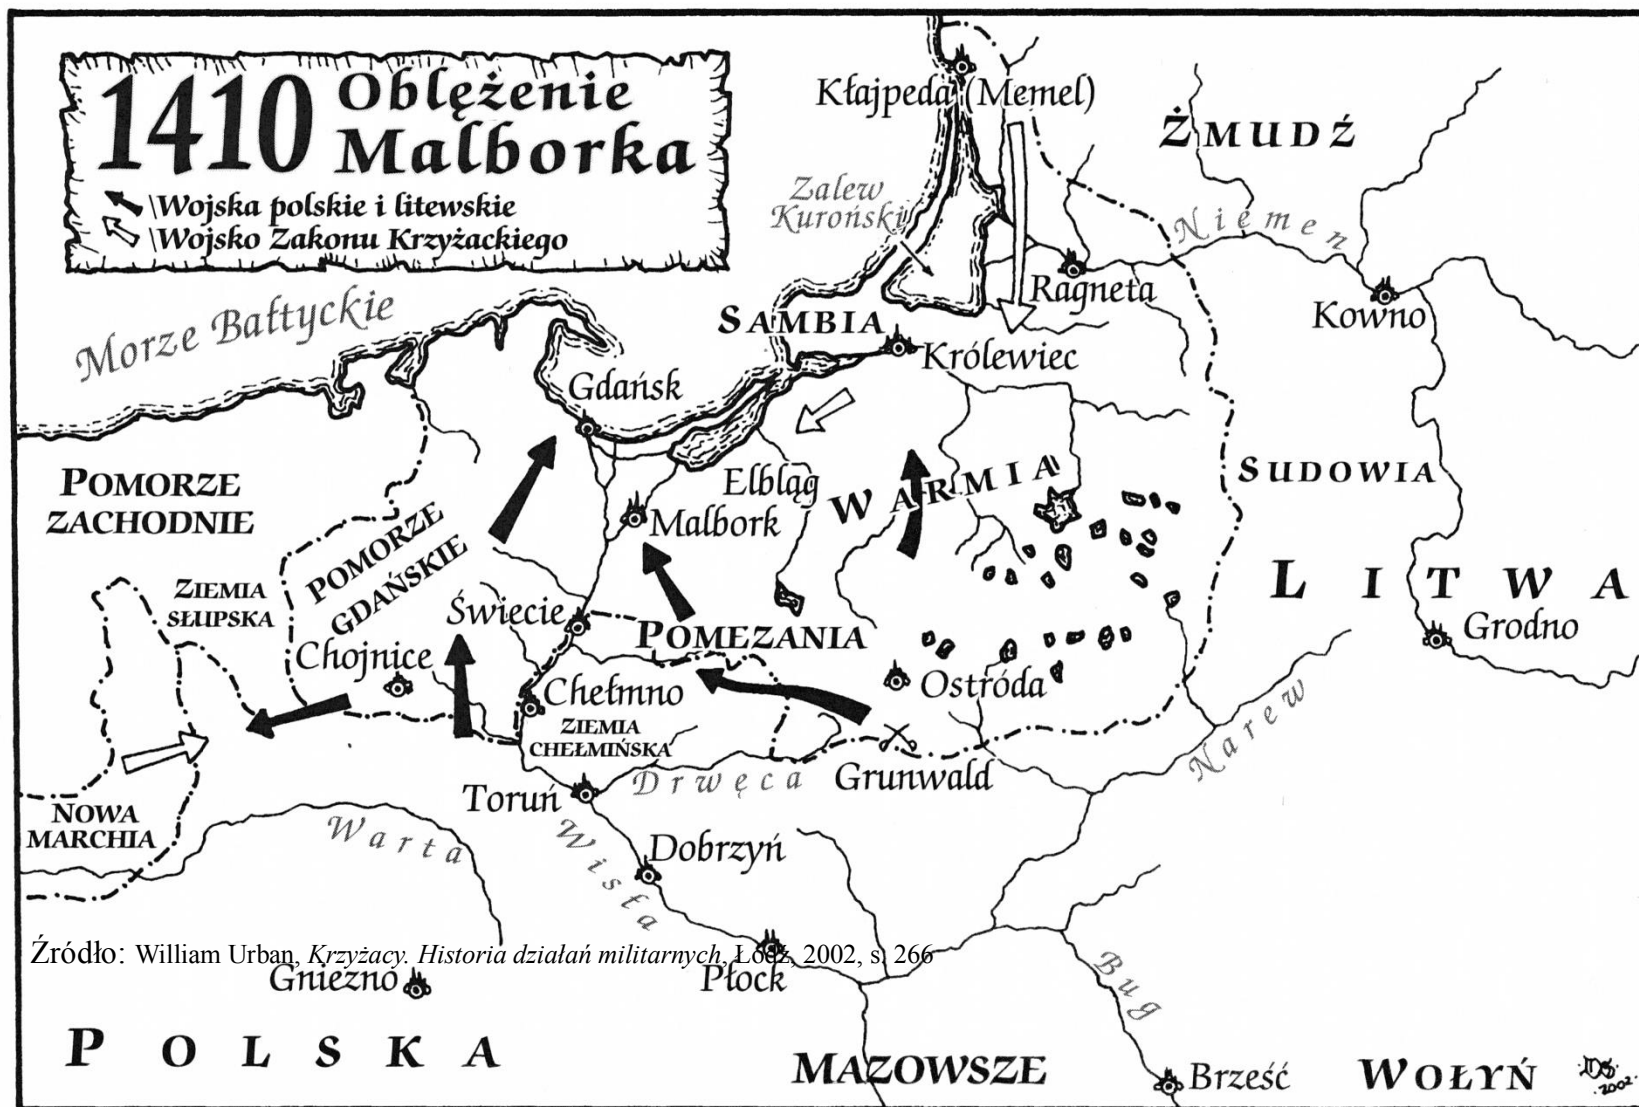 1410 Oblężenie
Malborka
\Wojska polskie i litewskie
\Wojsko Zakonu Krzyżackiego
Kłajpeda (Memel)
ŻMUDŹ
Zalew
Kuroński
Niemen
Ragneta
Kowno
Morze Bałtyckie
SAMBIA
Królewiec
Gdańsk
POMORZE
ZACHODNIE
Elbląg
WARMIA
SUDOWIA
Malbork
POMORZE
GDAŃSKIE
ZIEMIA
SŁUPSKA
LITWA
Świecie
POMEZANIA
Grodno
Chojnice
Ostróda
Chełmno
ZIEMIA
CHEŁMIŃSKA
Narew
Drwęca
Grunwald
Toruń
NOWA
MARCHIA
Warta
Wisła
Dobrzyń
Źródło: William Urban, Krzyżacy. Historia działań militarnych, Łódź, 2002, s. 266
Gniezno
Płock
Bug
POLSKA
MAZOWSZE
Brześć
WOŁYŃ
DS.
2002.